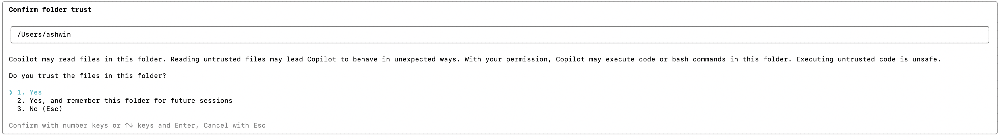 Confirm folder trust
/Users/ashwin
Copilot may read files in this folder. Reading untrusted files may lead Copilot to behave in unexpected ways. With your permission, Copilot may execute code or bash commands in this folder. Executing untrusted code is unsafe.
Do you trust the files in this folder?
❯ 1. Yes
2. Yes, and remember this folder for future sessions
3. No (Esc)
Confirm with number keys or ↑↓ keys and Enter, Cancel with Esc